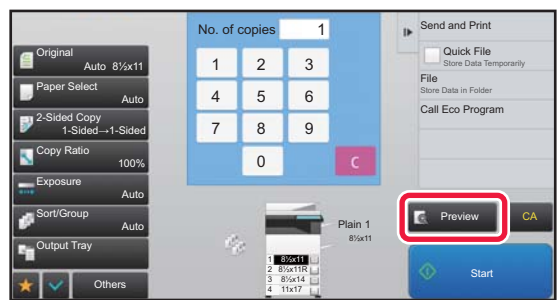 Original
Auto 8½x11
Paper Select
Auto
2-Sided Copy
1-Sided→1-Sided
Copy Ratio
100%
Exposure
Auto
Sort/Group
Auto
Output Tray
Others
No. of copies 1
1 2 3
4 5 6
7 8 9
0 C
Plain 1
8½x11
1 8½x11
2 8½x11R
3 8½x14
4 11x17
Send and Print
Quick File
Store Data Temporarily
File
Store Data in Folder
Call Eco Program
Preview
CA
Start